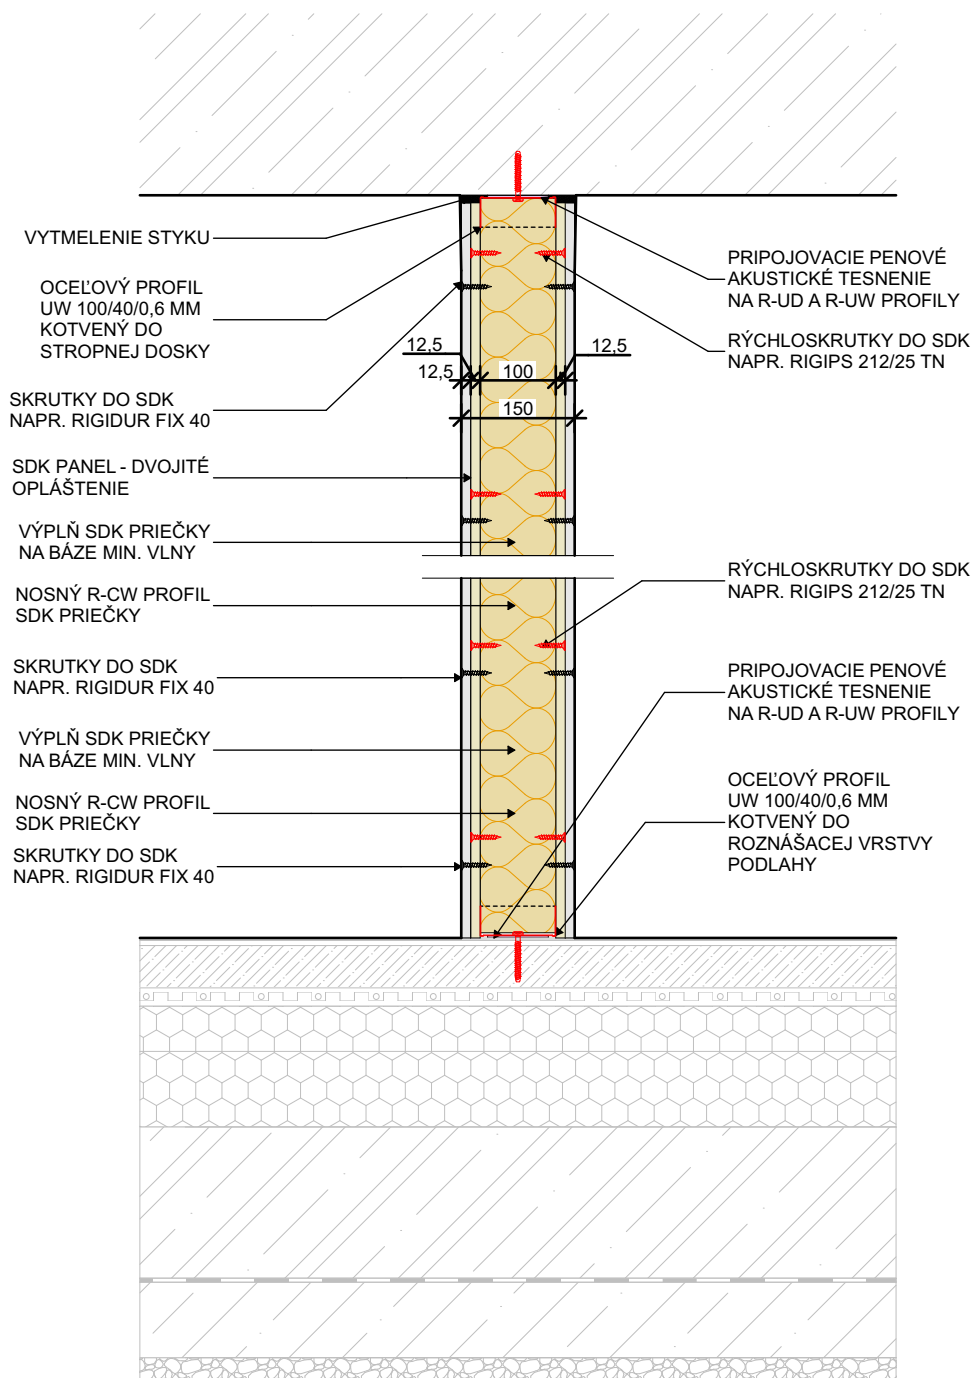 VYTMELENIE STYKU
OCEĽOVÝ PROFIL
UW 100/40/0,6 MM
KOTVENÝ DO
STROPNEJ DOSKY
SKRUTKY DO SDK
NAPR. RIGIDUR FIX 40
SDK PANEL - DVOJITÉ
OPLÁŠTENIE
VÝPLŇ SDK PRIEČKY
NA BÁZE MIN. VLNY
NOSNÝ R-CW PROFIL
SDK PRIEČKY
SKRUTKY DO SDK
NAPR. RIGIDUR FIX 40
VÝPLŇ SDK PRIEČKY
NA BÁZE MIN. VLNY
NOSNÝ R-CW PROFIL
SDK PRIEČKY
SKRUTKY DO SDK
NAPR. RIGIDUR FIX 40
12,5
12,5
12,5
100
150
PRIPOJOVACIE PENOVÉ
AKUSTICKÉ TESNENIE
NA R-UD A R-UW PROFILY
RÝCHLOSKRUTKY DO SDK
NAPR. RIGIPS 212/25 TN
RÝCHLOSKRUTKY DO SDK
NAPR. RIGIPS 212/25 TN
PRIPOJOVACIE PENOVÉ
AKUSTICKÉ TESNENIE
NA R-UD A R-UW PROFILY
OCEĽOVÝ PROFIL
UW 100/40/0,6 MM
KOTVENÝ DO
ROZNÁŠACEJ VRSTVY
PODLAHY